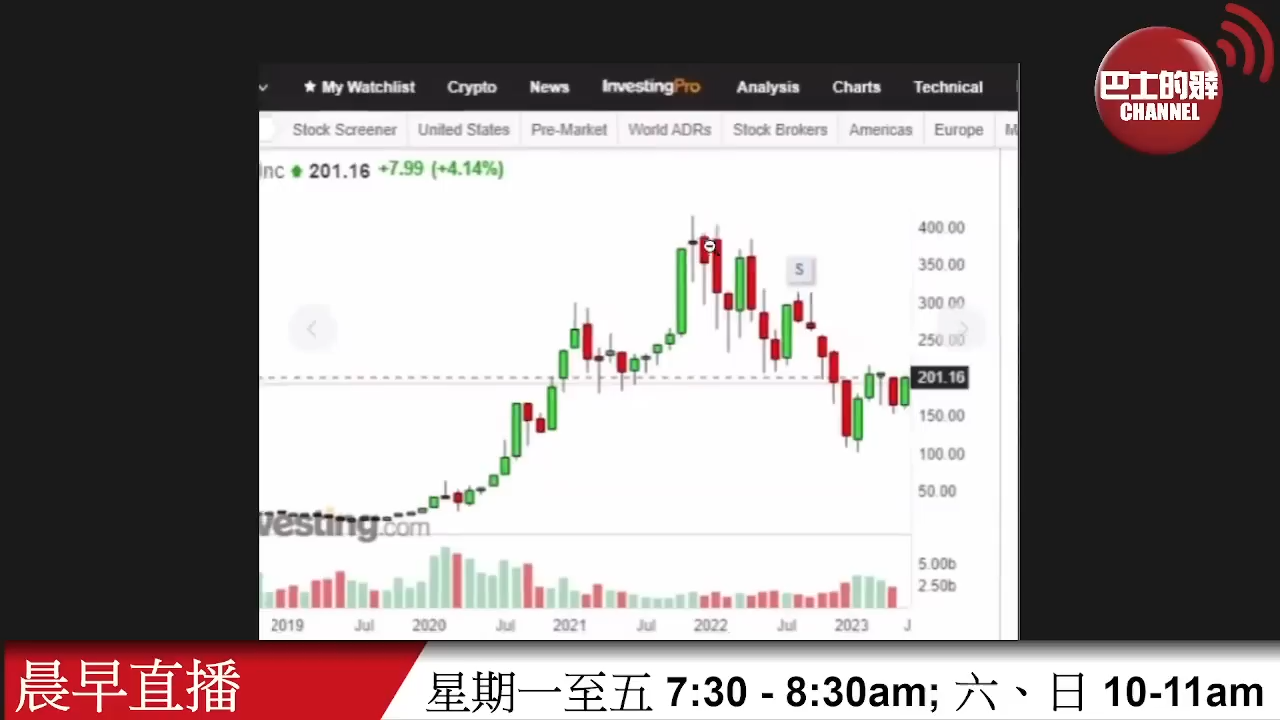 My Watchlist Crypto News InvestingPro Analysis Charts Technical
Stock Screener United States Pre-Market World ADRs Stock Brokers Americas Europe
巴士的報
CHANNEL
nc 201.16 +7.99 (+4.14%)
400.00
350.00
S
300.00
250.00
201.16
150.00
100.00
50.00
vesting.com
5.00b
2.50b
2019 Jul 2020 Jul 2021 Jul 2022 Jul 2023 J
晨早直播
星期一至五 7:30 - 8:30am; 六、日 10-11am